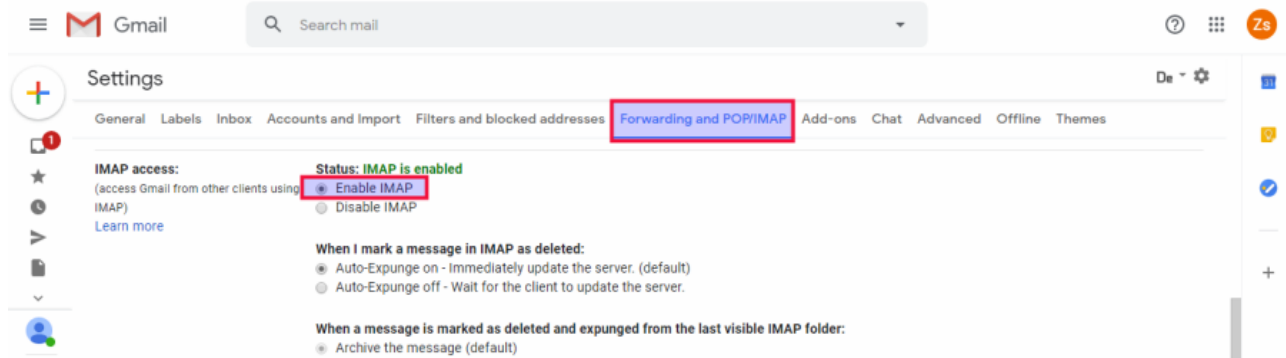 Gmail
Search mail
Zs
Settings
De
31
General Labels Inbox Accounts and Import Filters and blocked addresses Forwarding and POP/IMAP Add-ons Chat Advanced Offline Themes
1
IMAP access:
(access Gmail from other clients using
IMAP)
Learn more
Status: IMAP is enabled
Enable IMAP
Disable IMAP
When I mark a message in IMAP as deleted:
Auto-Expunge on - Immediately update the server. (default)
Auto-Expunge off - Wait for the client to update the server.
When a message is marked as deleted and expunged from the last visible IMAP folder:
Archive the message (default)